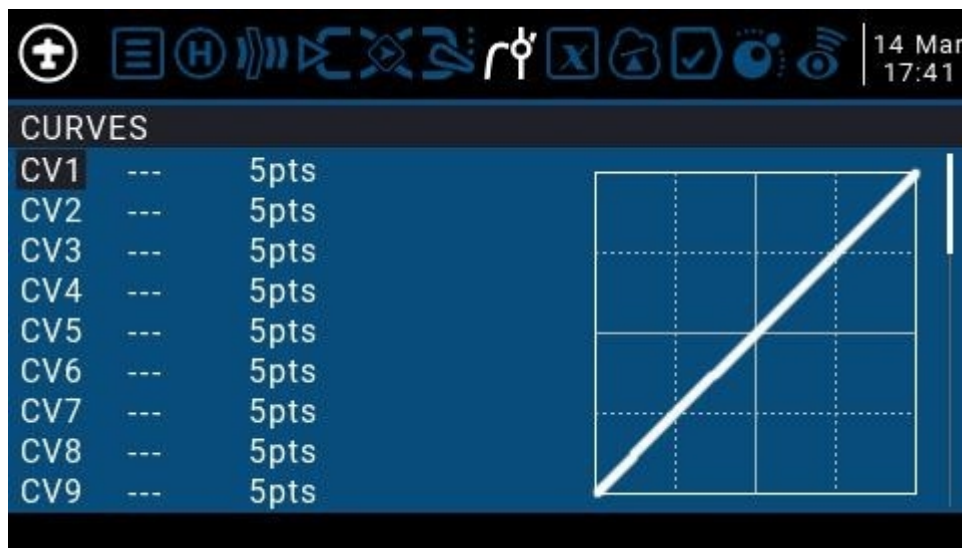 14 Mar
17:41
CURVES
CV1 --- 5pts
CV2 --- 5pts
CV3 --- 5pts
CV4 --- 5pts
CV5 --- 5pts
CV6 --- 5pts
CV7 --- 5pts
CV8 --- 5pts
CV9 --- 5pts